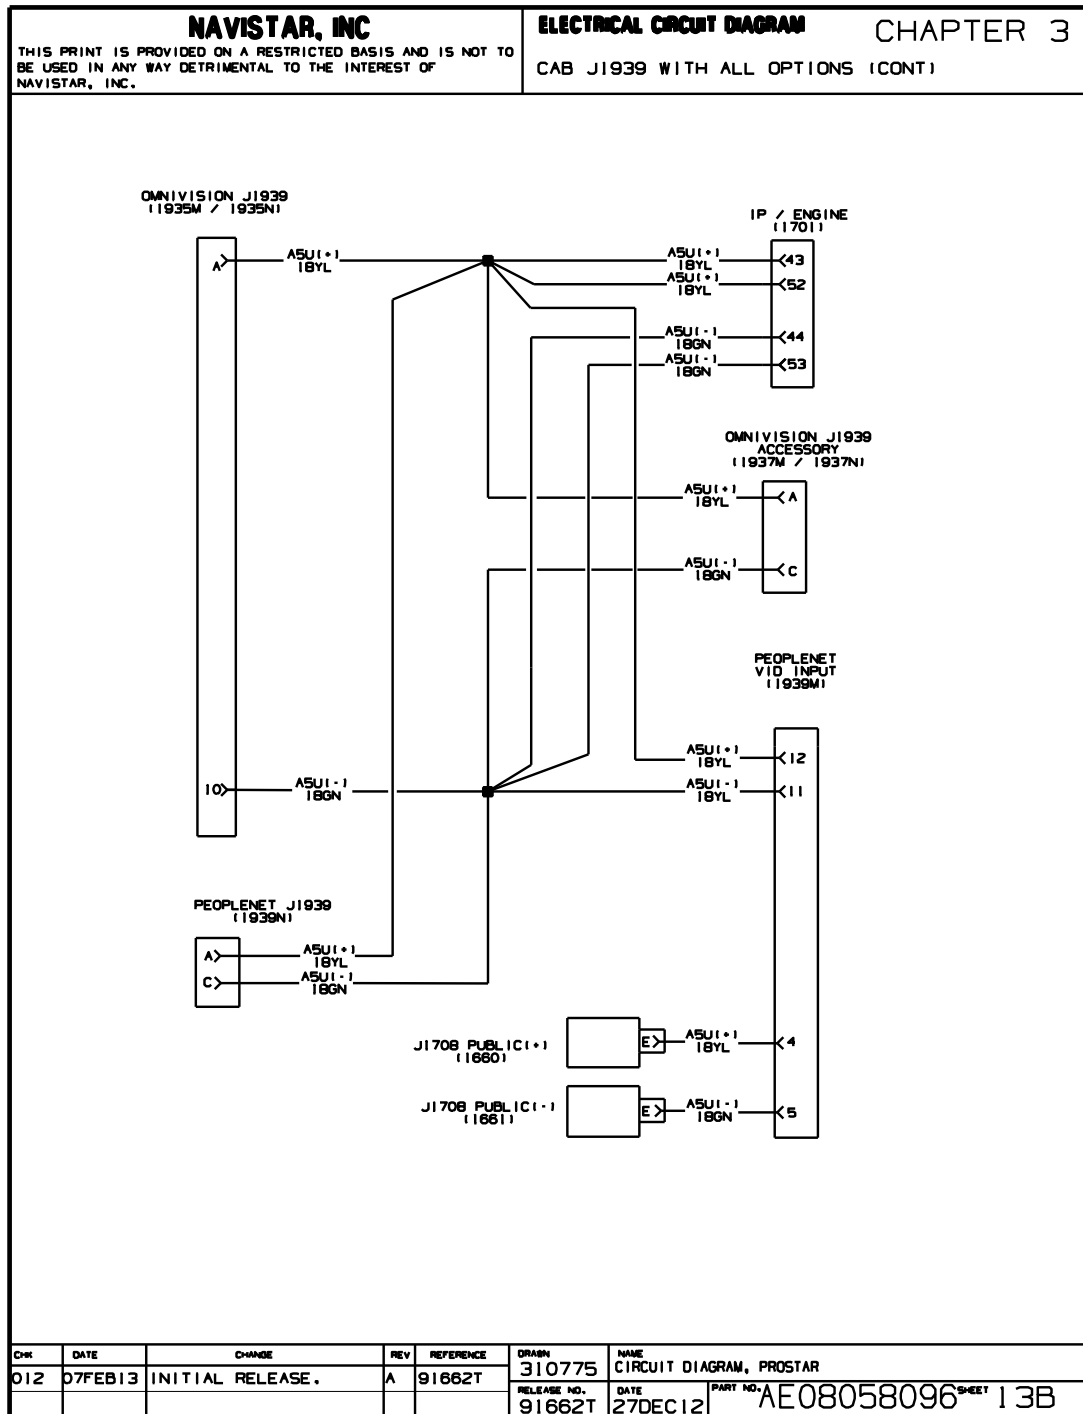 NAVISTAR, INC
THIS PRINT IS PROVIDED ON A RESTRICTED BASIS AND IS NOT TO
BE USED IN ANY WAY DETRIMENTAL TO THE INTEREST OF
NAVISTAR, INC.
ELECTRICAL CIRCUIT DIAGRAM
CHAPTER 3
CAB J1939 WITH ALL OPTIONS (CONT)
OMNIVISION J1939
(1935M / 1935N)
A
A5U(+)
18YL
IP / ENGINE
(1701)
A5U(+)
18YL
43
A5U(+)
18YL
52
A5U(-)
18GN
44
A5U(-)
18GN
53
OMNIVISION J1939
ACCESSORY
(1937M / 1937N)
A5U(+)
18YL
A
A5U(-)
18GN
C
PEOPLENET
VID INPUT
(1939M)
A5U(+)
18YL
12
10
A5U(-)
18GN
A5U(-)
18YL
11
PEOPLENET J1939
(1939N)
A
A5U(+)
18YL
C
A5U(-)
18GN
J1708 PUBLIC(+)
(1660)
E
A5U(+)
18YL
4
J1708 PUBLIC(-)
(1661)
E
A5U(-)
18GN
5
CHK
DATE
CHANGE
REV
REFERENCE
012
07FEB13
INITIAL RELEASE.
A
91662T
DRAWN
310775
NAME
CIRCUIT DIAGRAM, PROSTAR
RELEASE NO.
91662T
DATE
27DEC12
PART NO.
AE08058096
SHEET
13B